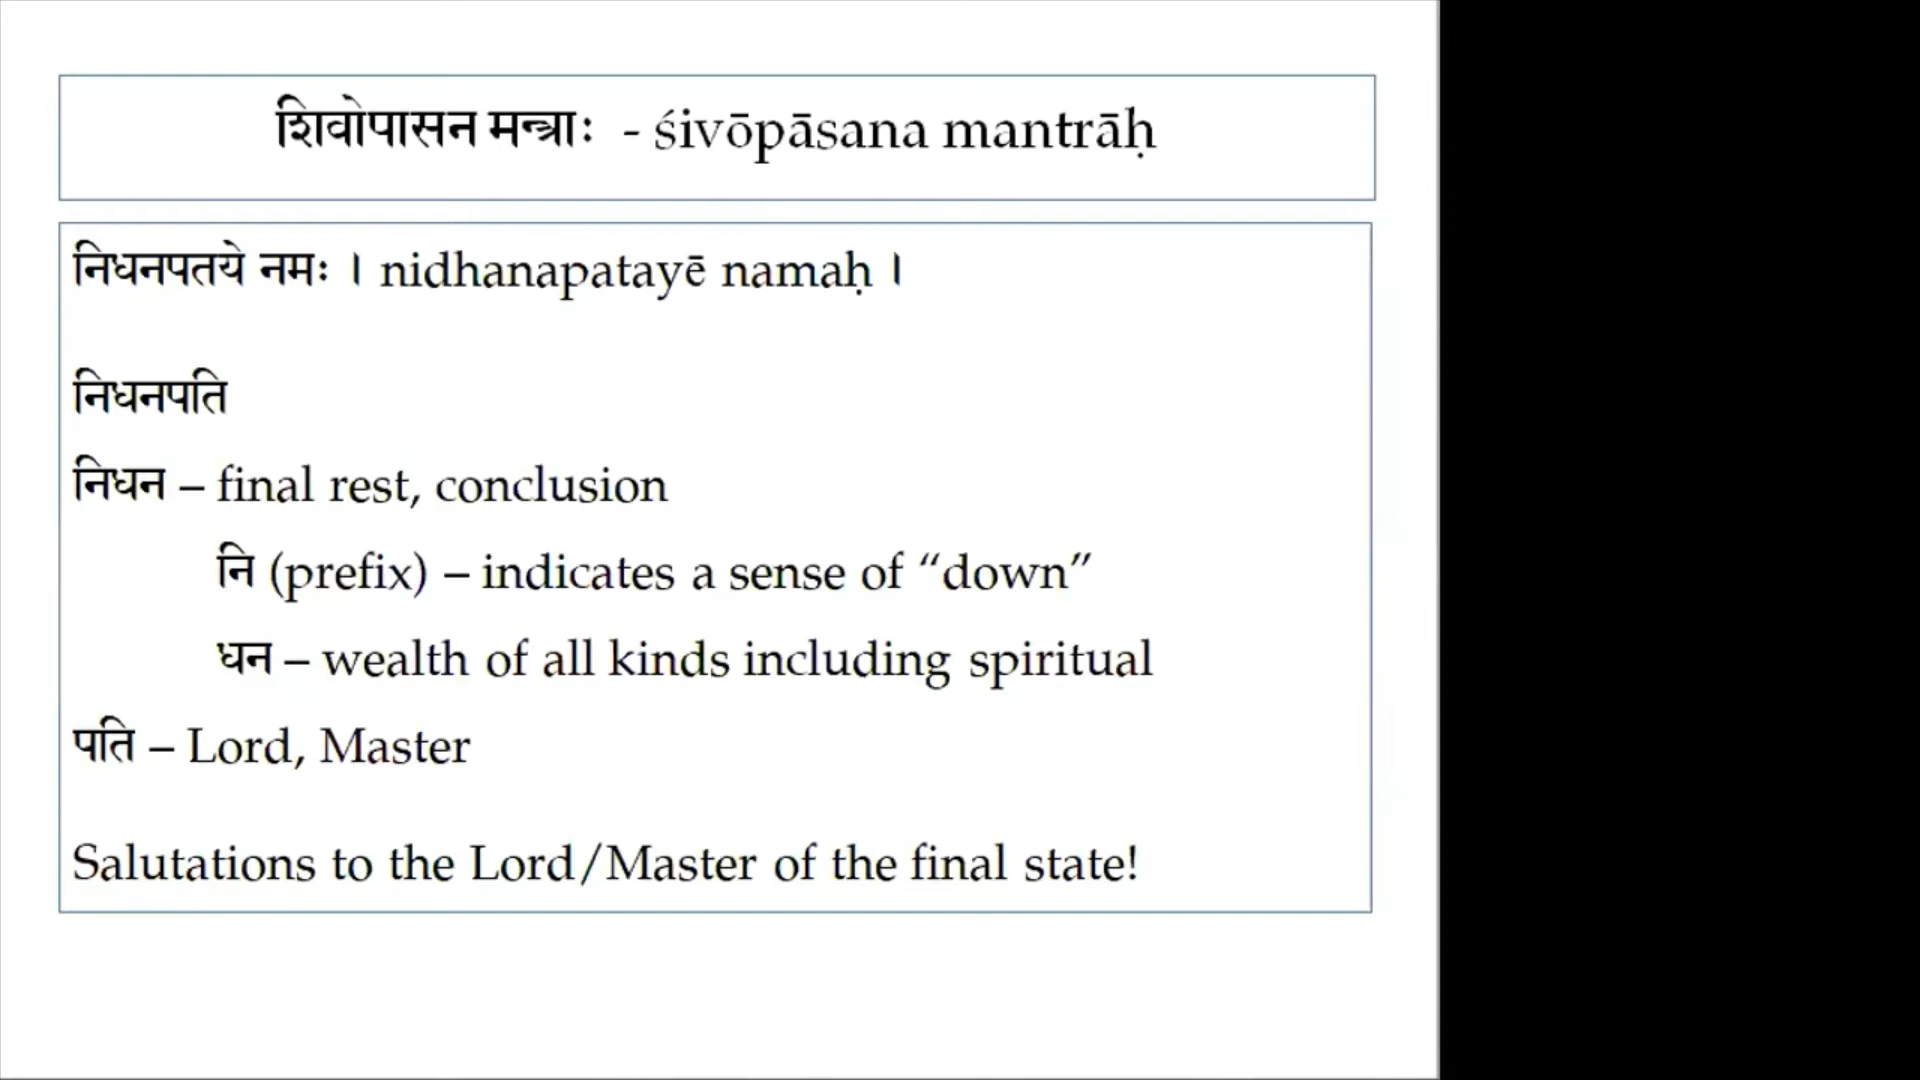 शिवोपासन मन्त्राः - śivōpāsana mantrāḥ
निधनपतये नमः । nidhanapatayē namaḥ ।
निधनपति
निधन – final rest, conclusion
नि (prefix) – indicates a sense of “down”
धन – wealth of all kinds including spiritual
पति – Lord, Master
Salutations to the Lord/Master of the final state!